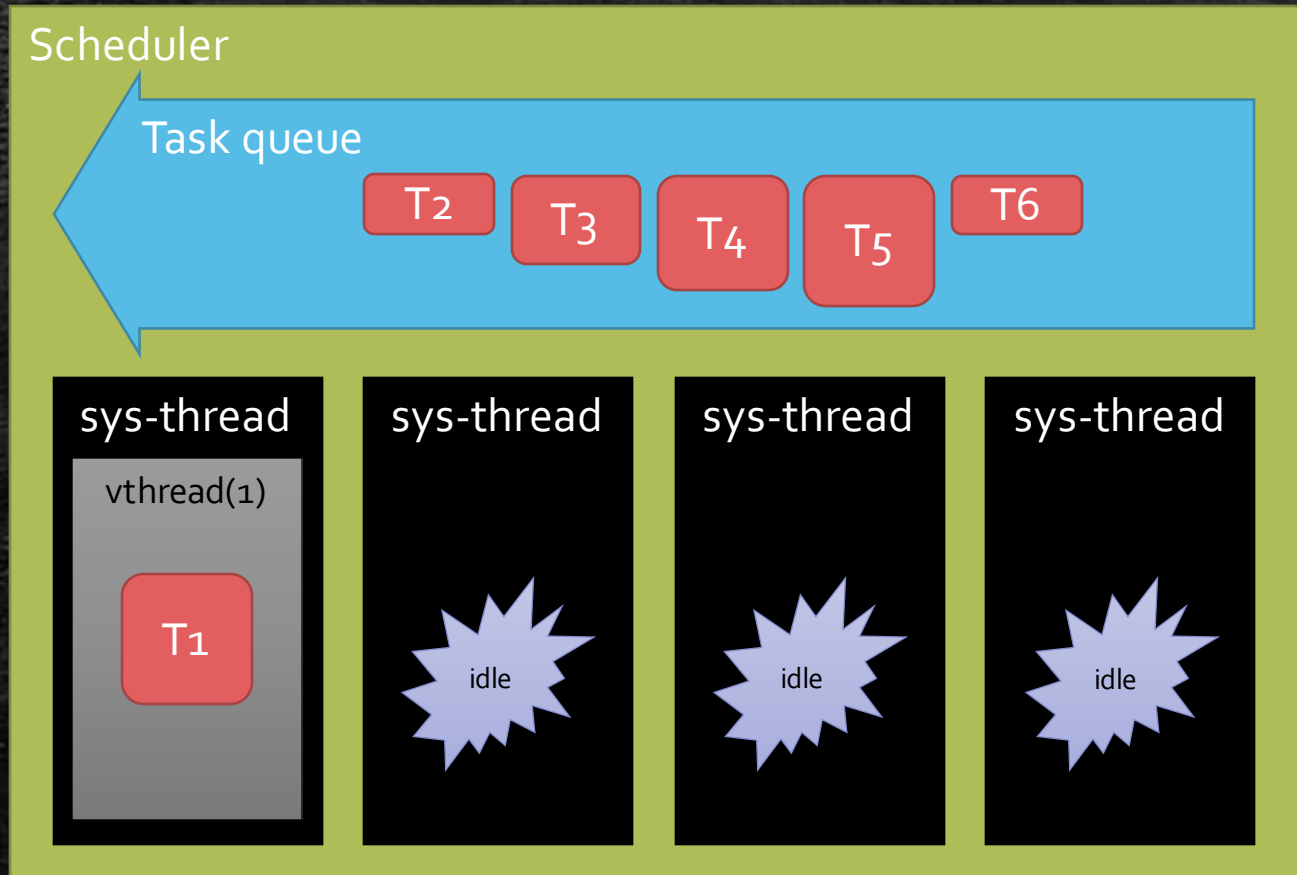 Scheduler
Task queue
T2
T3
T4
T5
T6
sys-thread
sys-thread
sys-thread
sys-thread
vthread(1)
T1
idle
idle
idle